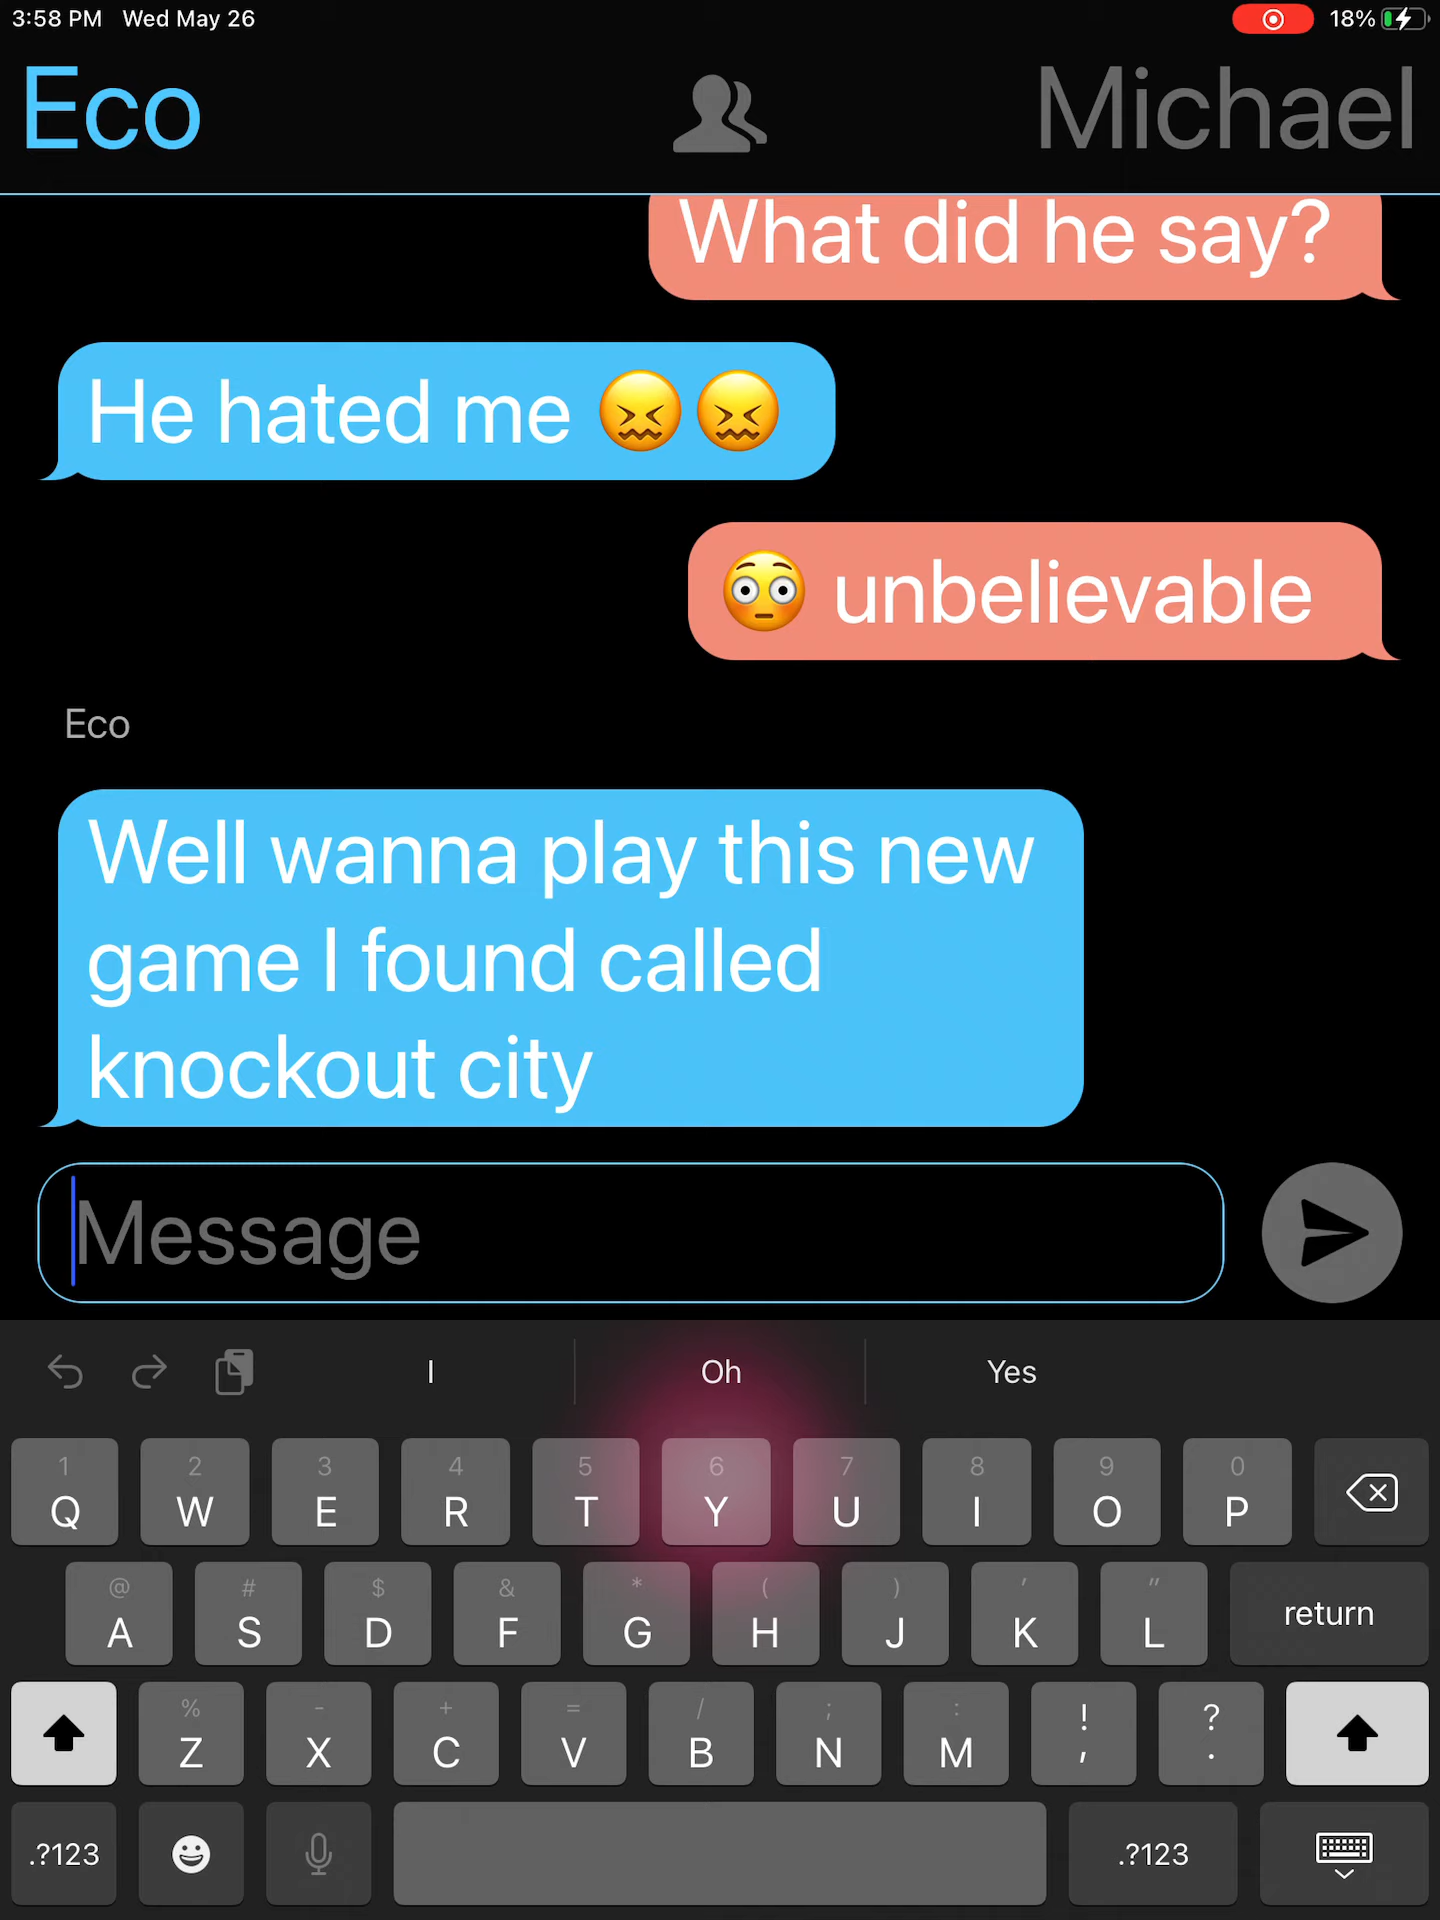 3:58 PM Wed May 26 18%
Eco Michael
What did he say?
He hated me 😖😖
😳 unbelievable
Eco
Well wanna play this new
game I found called
knockout city
Message
I Oh Yes
1 2 3 4 5 6 7 8 9 0
Q W E R T Y U I O P
@ # $ & * ( ) ' "
A S D F G H J K L return
% - + = / ; : ! ?
Z X C V B N M , .
.?123 .?123